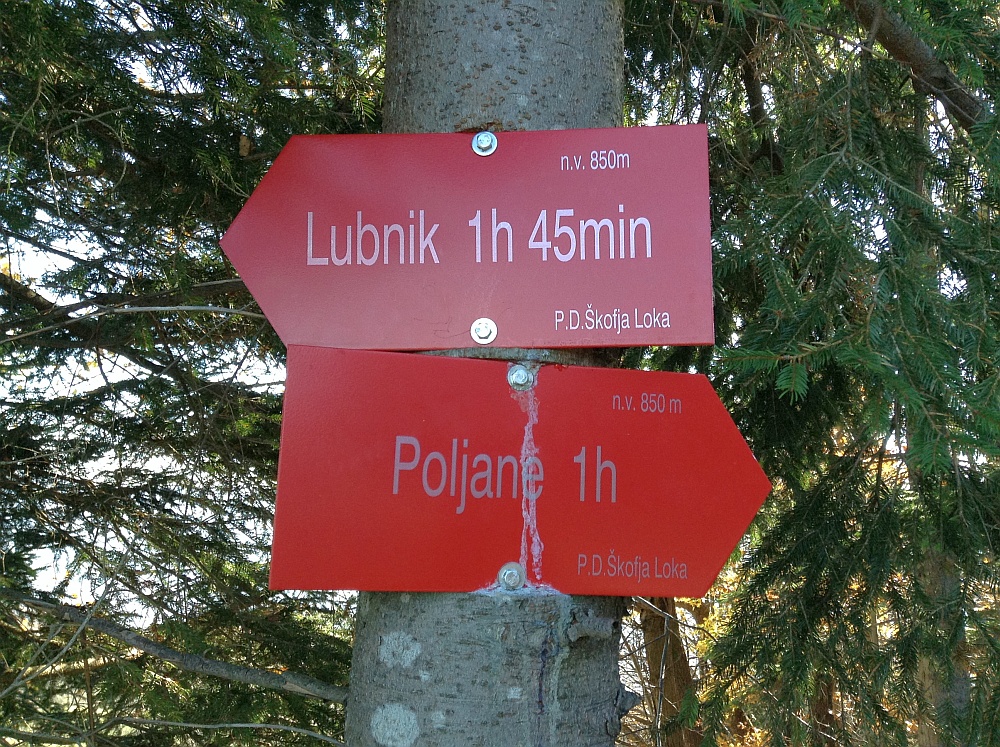 n.v. 850m
Lubnik 1h 45min
P.D.Škofja Loka
n.v. 850 m
Poljane 1h
P.D.Škofja Loka